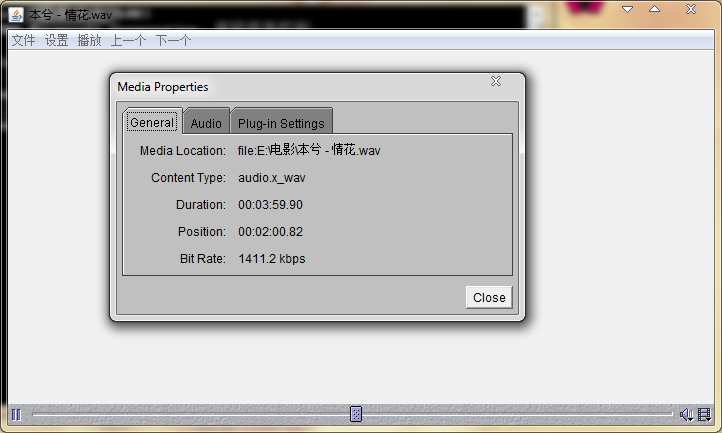 本兮 - 情花.wav
文件 设置 播放 上一个 下一个
Media Properties
General Audio Plug-in Settings
Media Location: file:E:\电影\本兮 - 情花.wav
Content Type: audio.x_wav
Duration: 00:03:59.90
Position: 00:02:00.82
Bit Rate: 1411.2 kbps
Close